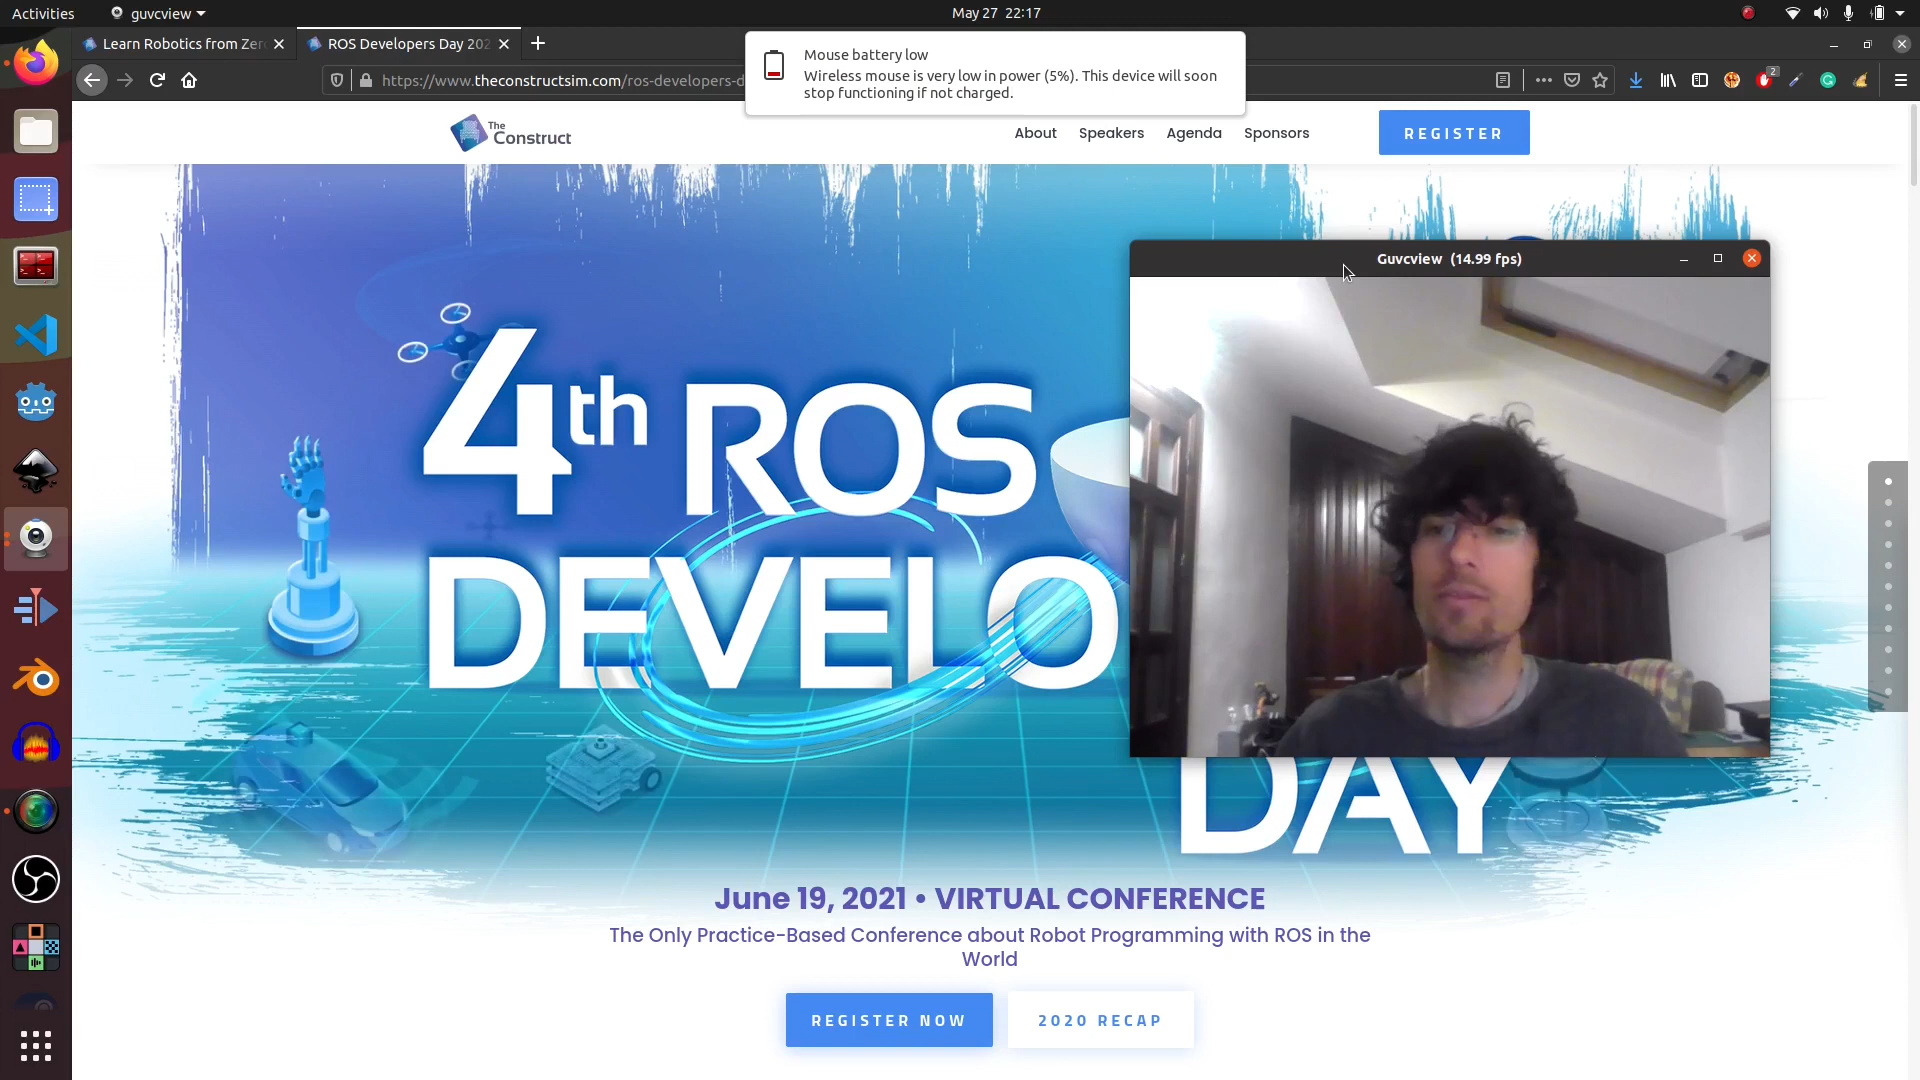 Activities
guvcview
May 27 22:17
Learn Robotics from Zer
ROS Developers Day 202
https://www.theconstructsim.com/ros-developers-d
2
Mouse battery low
Wireless mouse is very low in power (5%). This device will soon
stop functioning if not charged.
The
Construct
About
Speakers
Agenda
Sponsors
REGISTER
Guvcview (14.99 fps)
4th ROS
DEVELO
DAY
June 19, 2021 • VIRTUAL CONFERENCE
The Only Practice-Based Conference about Robot Programming with ROS in the
World
REGISTER NOW
2020 RECAP